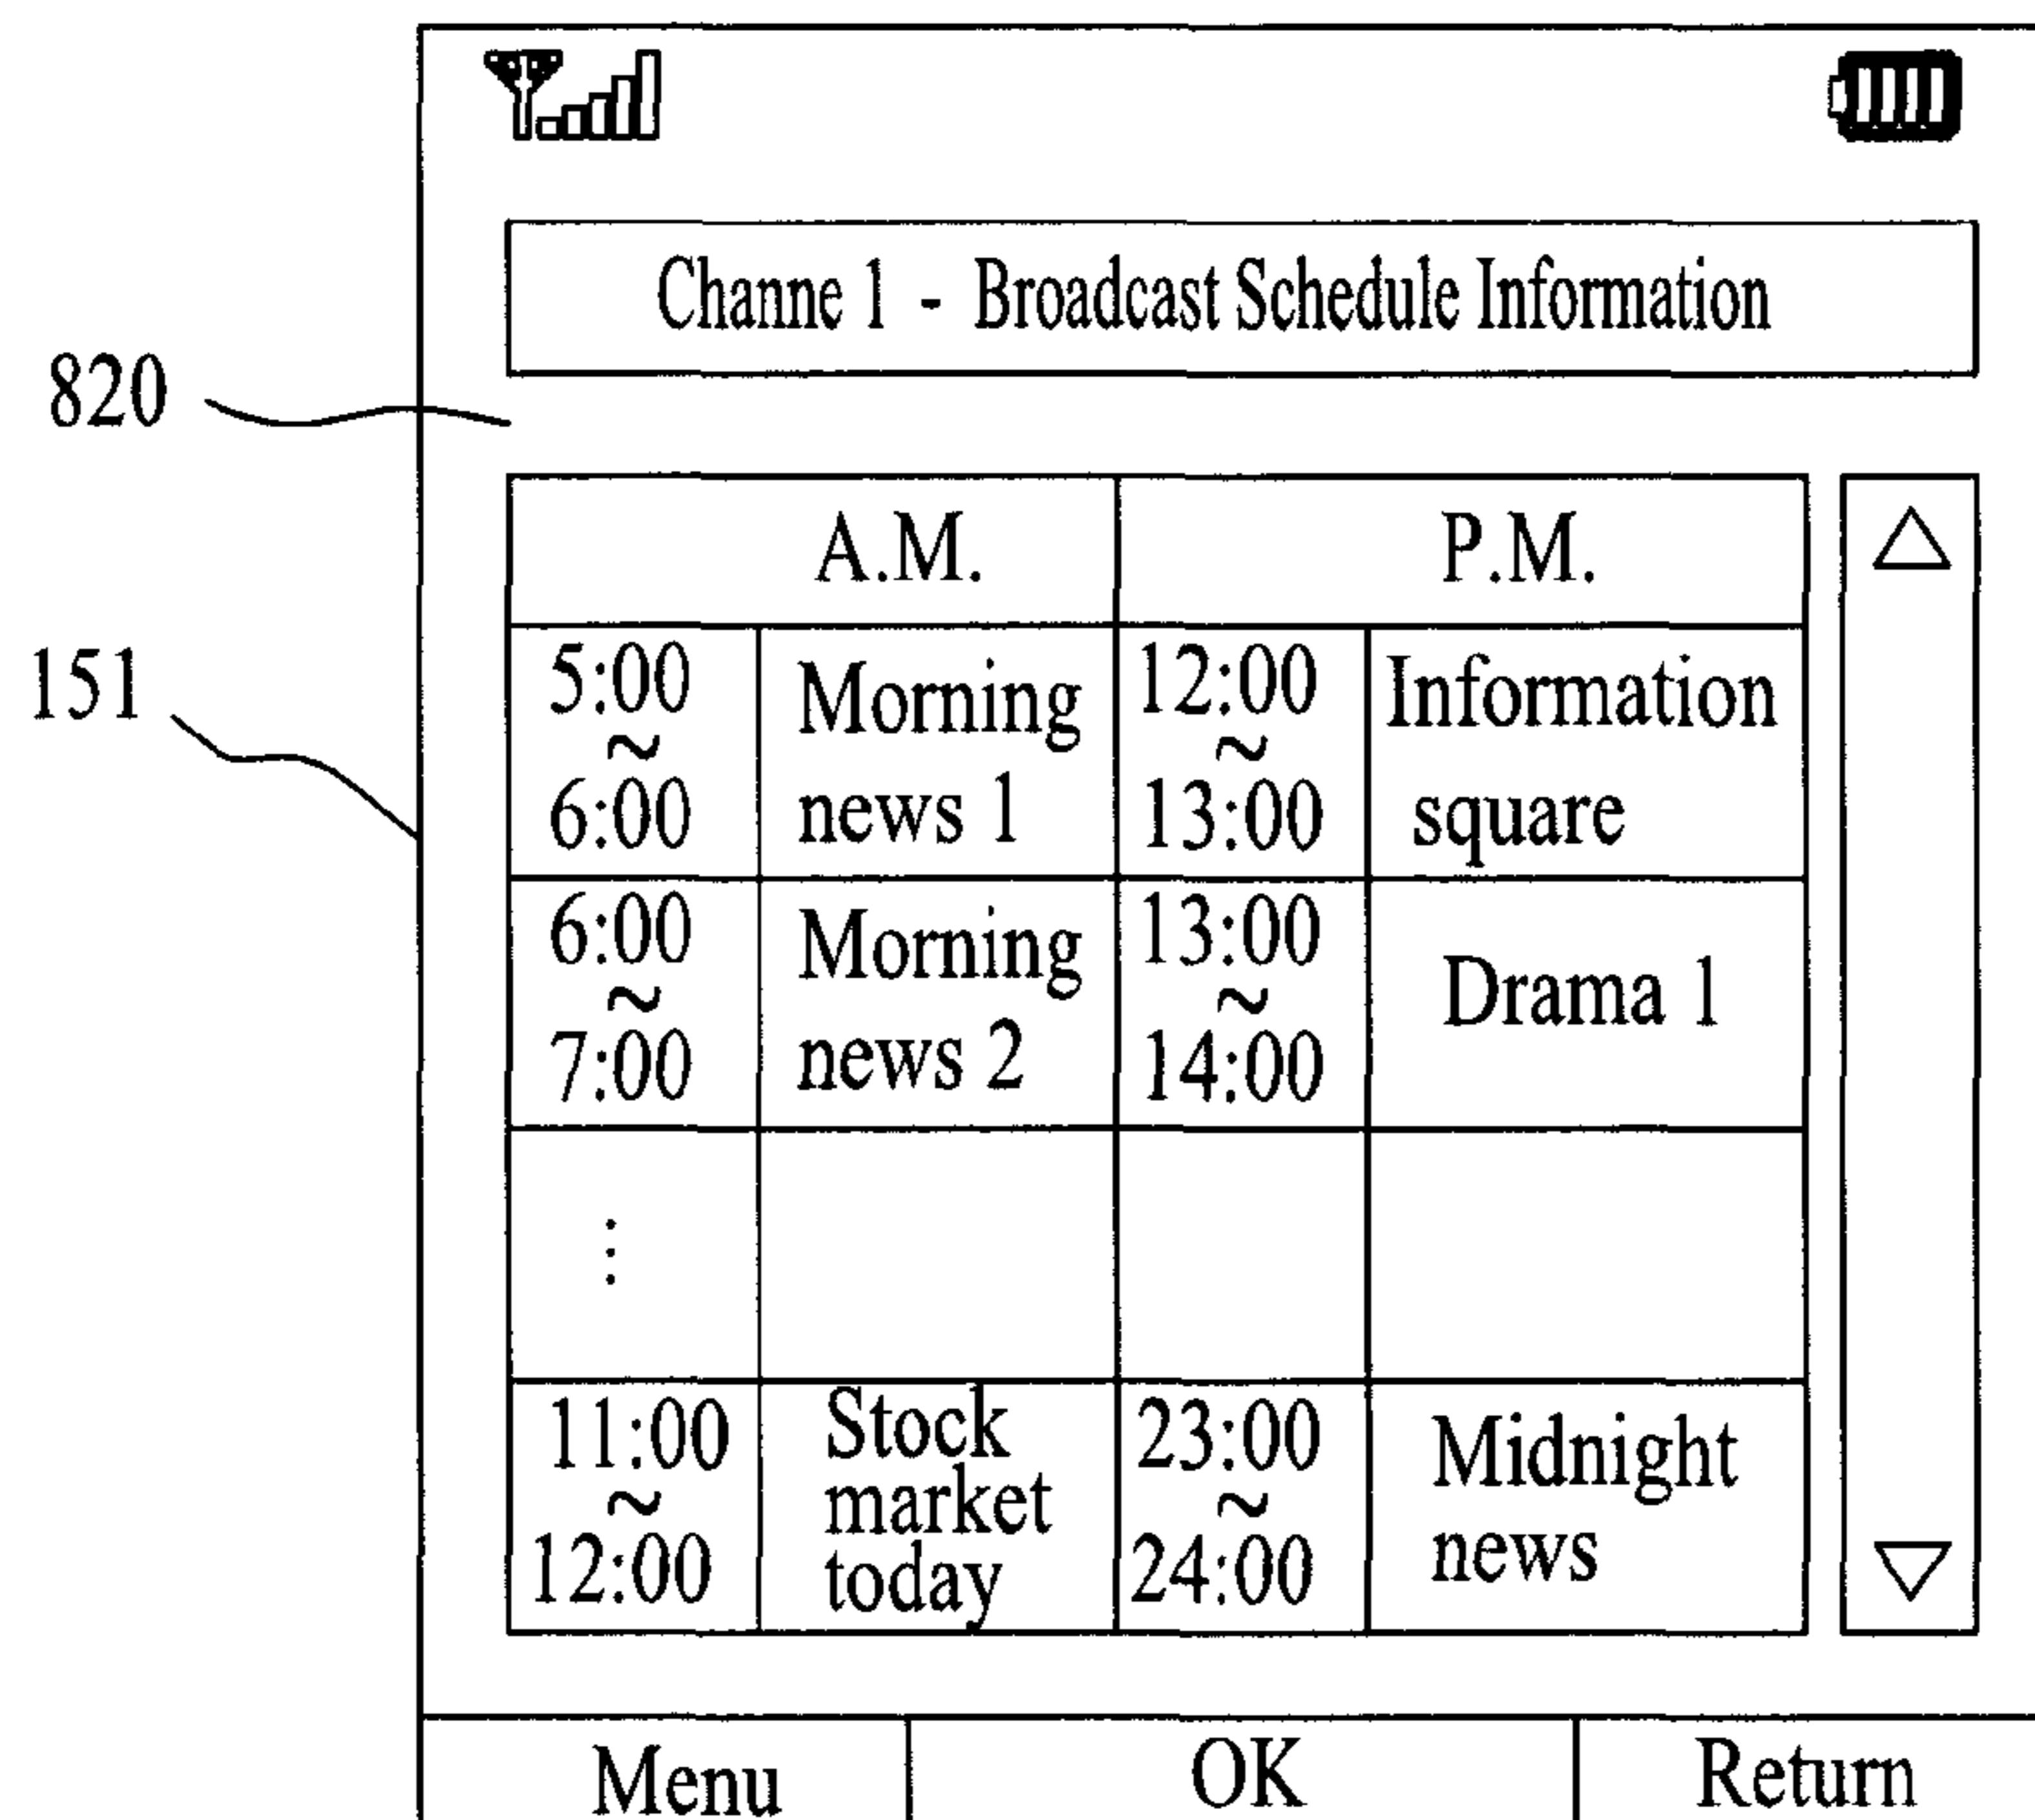 Channe 1 - Broadcast Schedule Information
820
A.M. P.M.
151
5:00 ~ 6:00 Morning news 1 12:00 ~ 13:00 Information square
6:00 ~ 7:00 Morning news 2 13:00 ~ 14:00 Drama 1
⋮
11:00 ~ 12:00 Stock market today 23:00 ~ 24:00 Midnight news
Menu OK Return